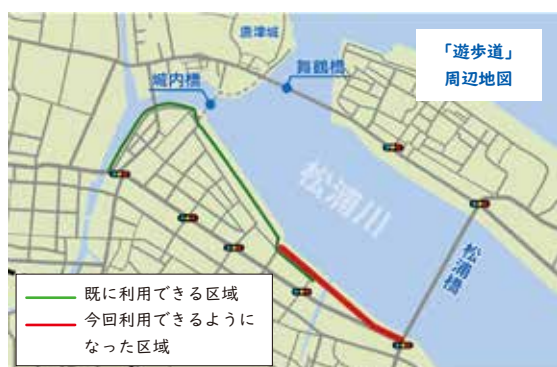 唐津城
「遊歩道」
周辺地図
舞鶴橋
城内橋
松浦川
松浦橋
既に利用できる区域
今回利用できるように
なった区域